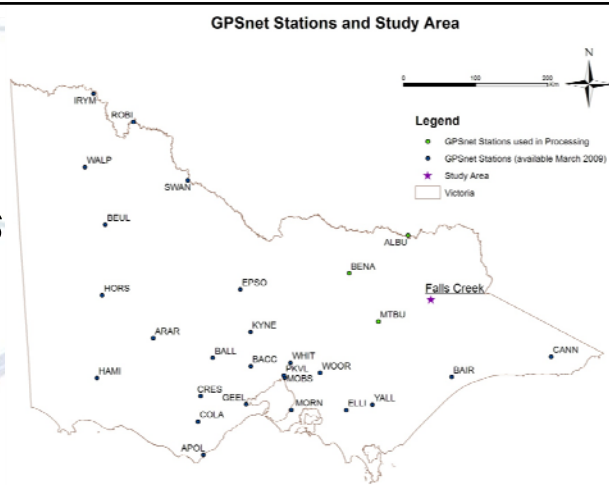 GPSnet Stations and Study Area
N
0 100 200 Km
Legend
GPSnet Stations used in Processing
GPSnet Stations (available March 2009)
Study Area
Victoria
IRYM
ROBI
WALP
SWAN
BEUL
ALBU
BENA
EPSO
HORS
Falls Creek
MTBU
KYNE
ARAR
BALL
BACC
WHIT
PKVL
MOBS
WOOR
CANN
HAMI
BAIR
CRES
GEEL
MORN
ELLI
YALL
COLA
APOL